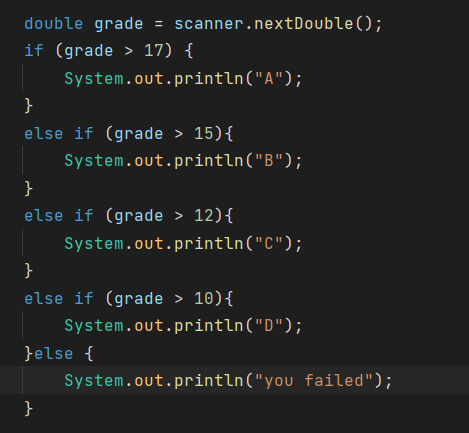 double grade = scanner.nextDouble();
if (grade > 17) {
    System.out.println("A");
}
else if (grade > 15){
    System.out.println("B");
}
else if (grade > 12){
    System.out.println("C");
}
else if (grade > 10){
    System.out.println("D");
}else {
    System.out.println("you failed");
}